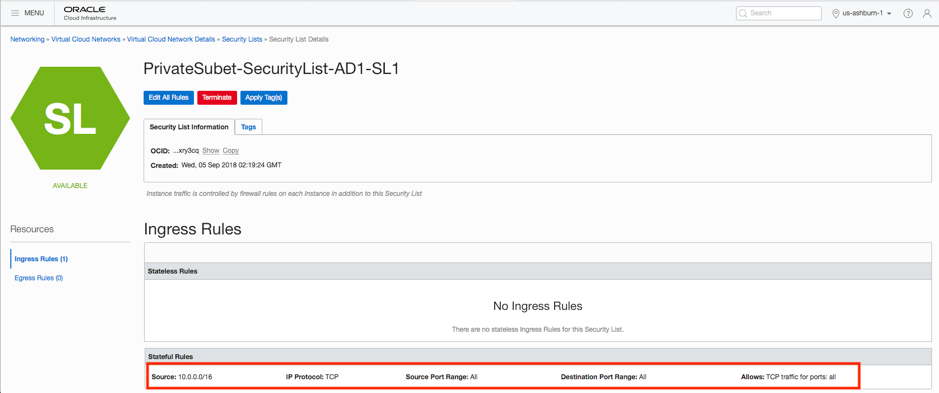 MENU
ORACLE
Cloud Infrastructure
Search
us-ashburn-1
Networking » Virtual Cloud Networks » Virtual Cloud Network Details » Security Lists » Security List Details
SL
AVAILABLE
PrivateSubet-SecurityList-AD1-SL1
Edit All Rules
Terminate
Apply Tag(s)
Security List Information
Tags
OCID: ...xry3cq Show Copy
Created: Wed, 05 Sep 2018 02:19:24 GMT
Instance traffic is controlled by firewall rules on each Instance in addition to this Security List
Resources
Ingress Rules (1)
Egress Rules (0)
Ingress Rules
Stateless Rules
No Ingress Rules
There are no stateless Ingress Rules for this Security List.
Stateful Rules
Source: 10.0.0.0/16 IP Protocol: TCP Source Port Range: All Destination Port Range: All Allows: TCP traffic for ports: all